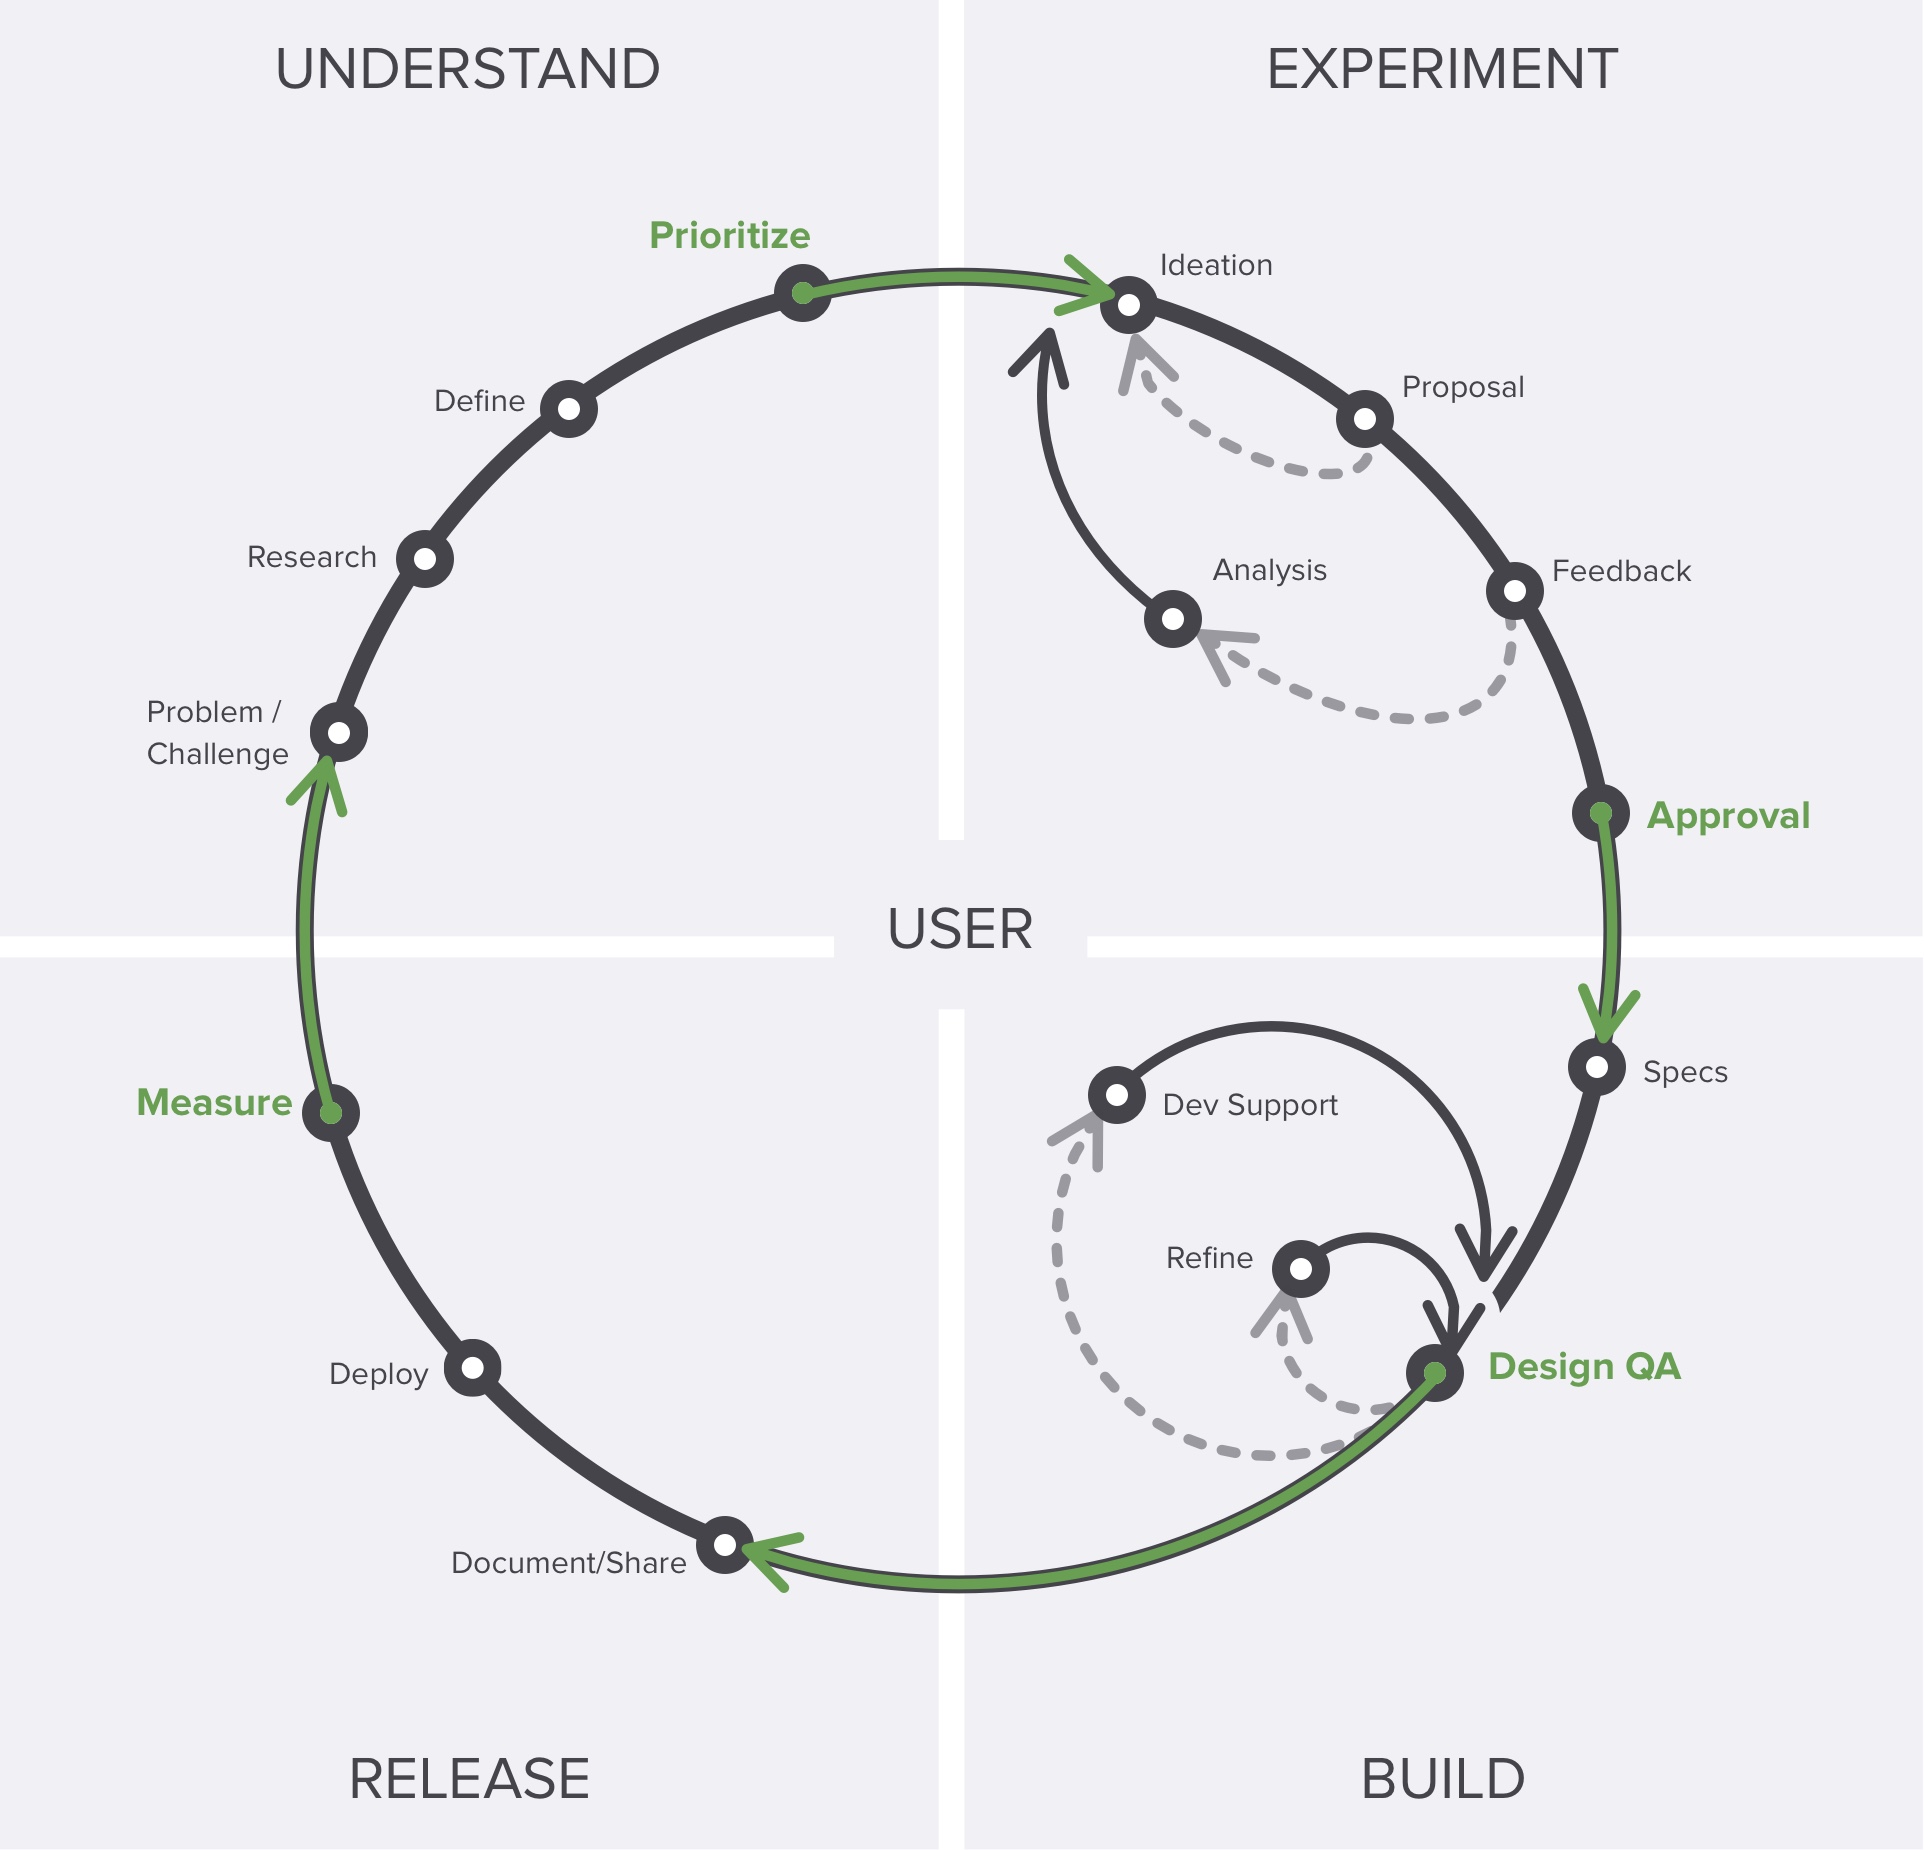 UNDERSTAND
EXPERIMENT
Prioritize
Ideation
Define
Proposal
Research
Analysis
Feedback
Problem /
Challenge
Approval
USER
Specs
Measure
Dev Support
Refine
Design QA
Deploy
Document/Share
RELEASE
BUILD